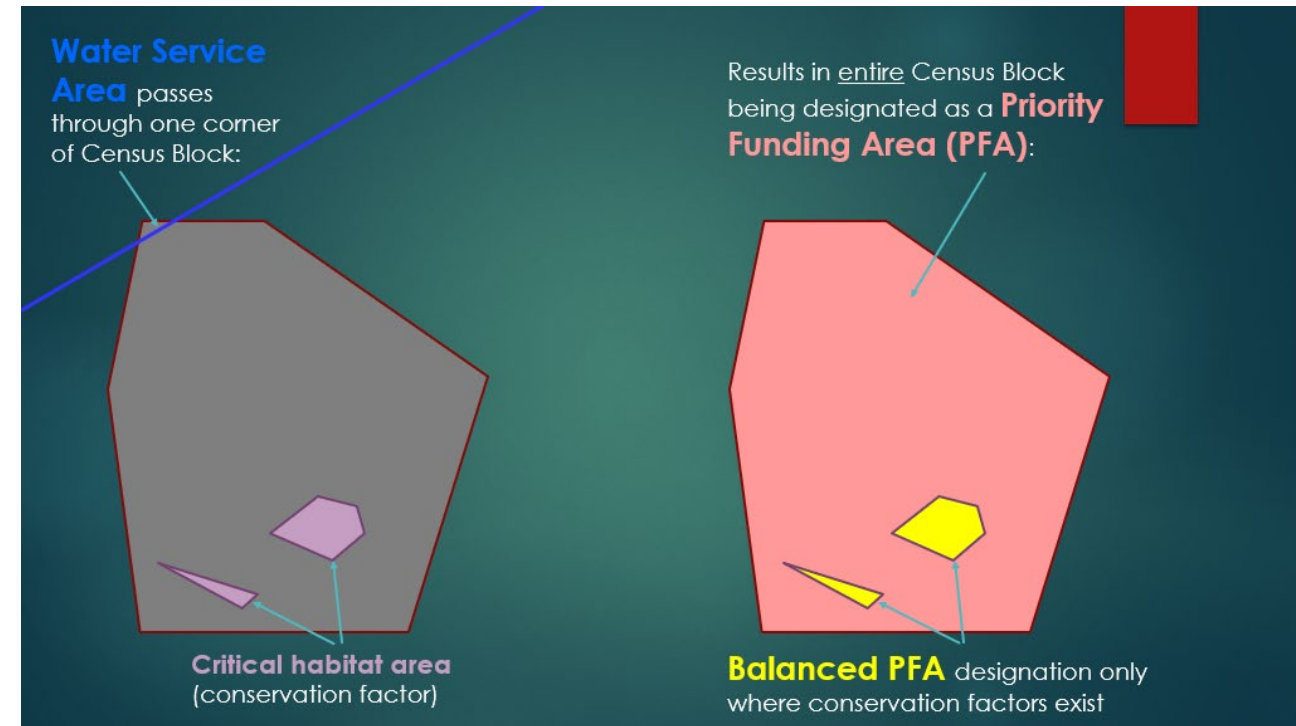 Water Service
Area passes
through one corner
of Census Block:
Results in entire Census Block
being designated as a Priority
Funding Area (PFA):
Critical habitat area
(conservation factor)
Balanced PFA designation only
where conservation factors exist